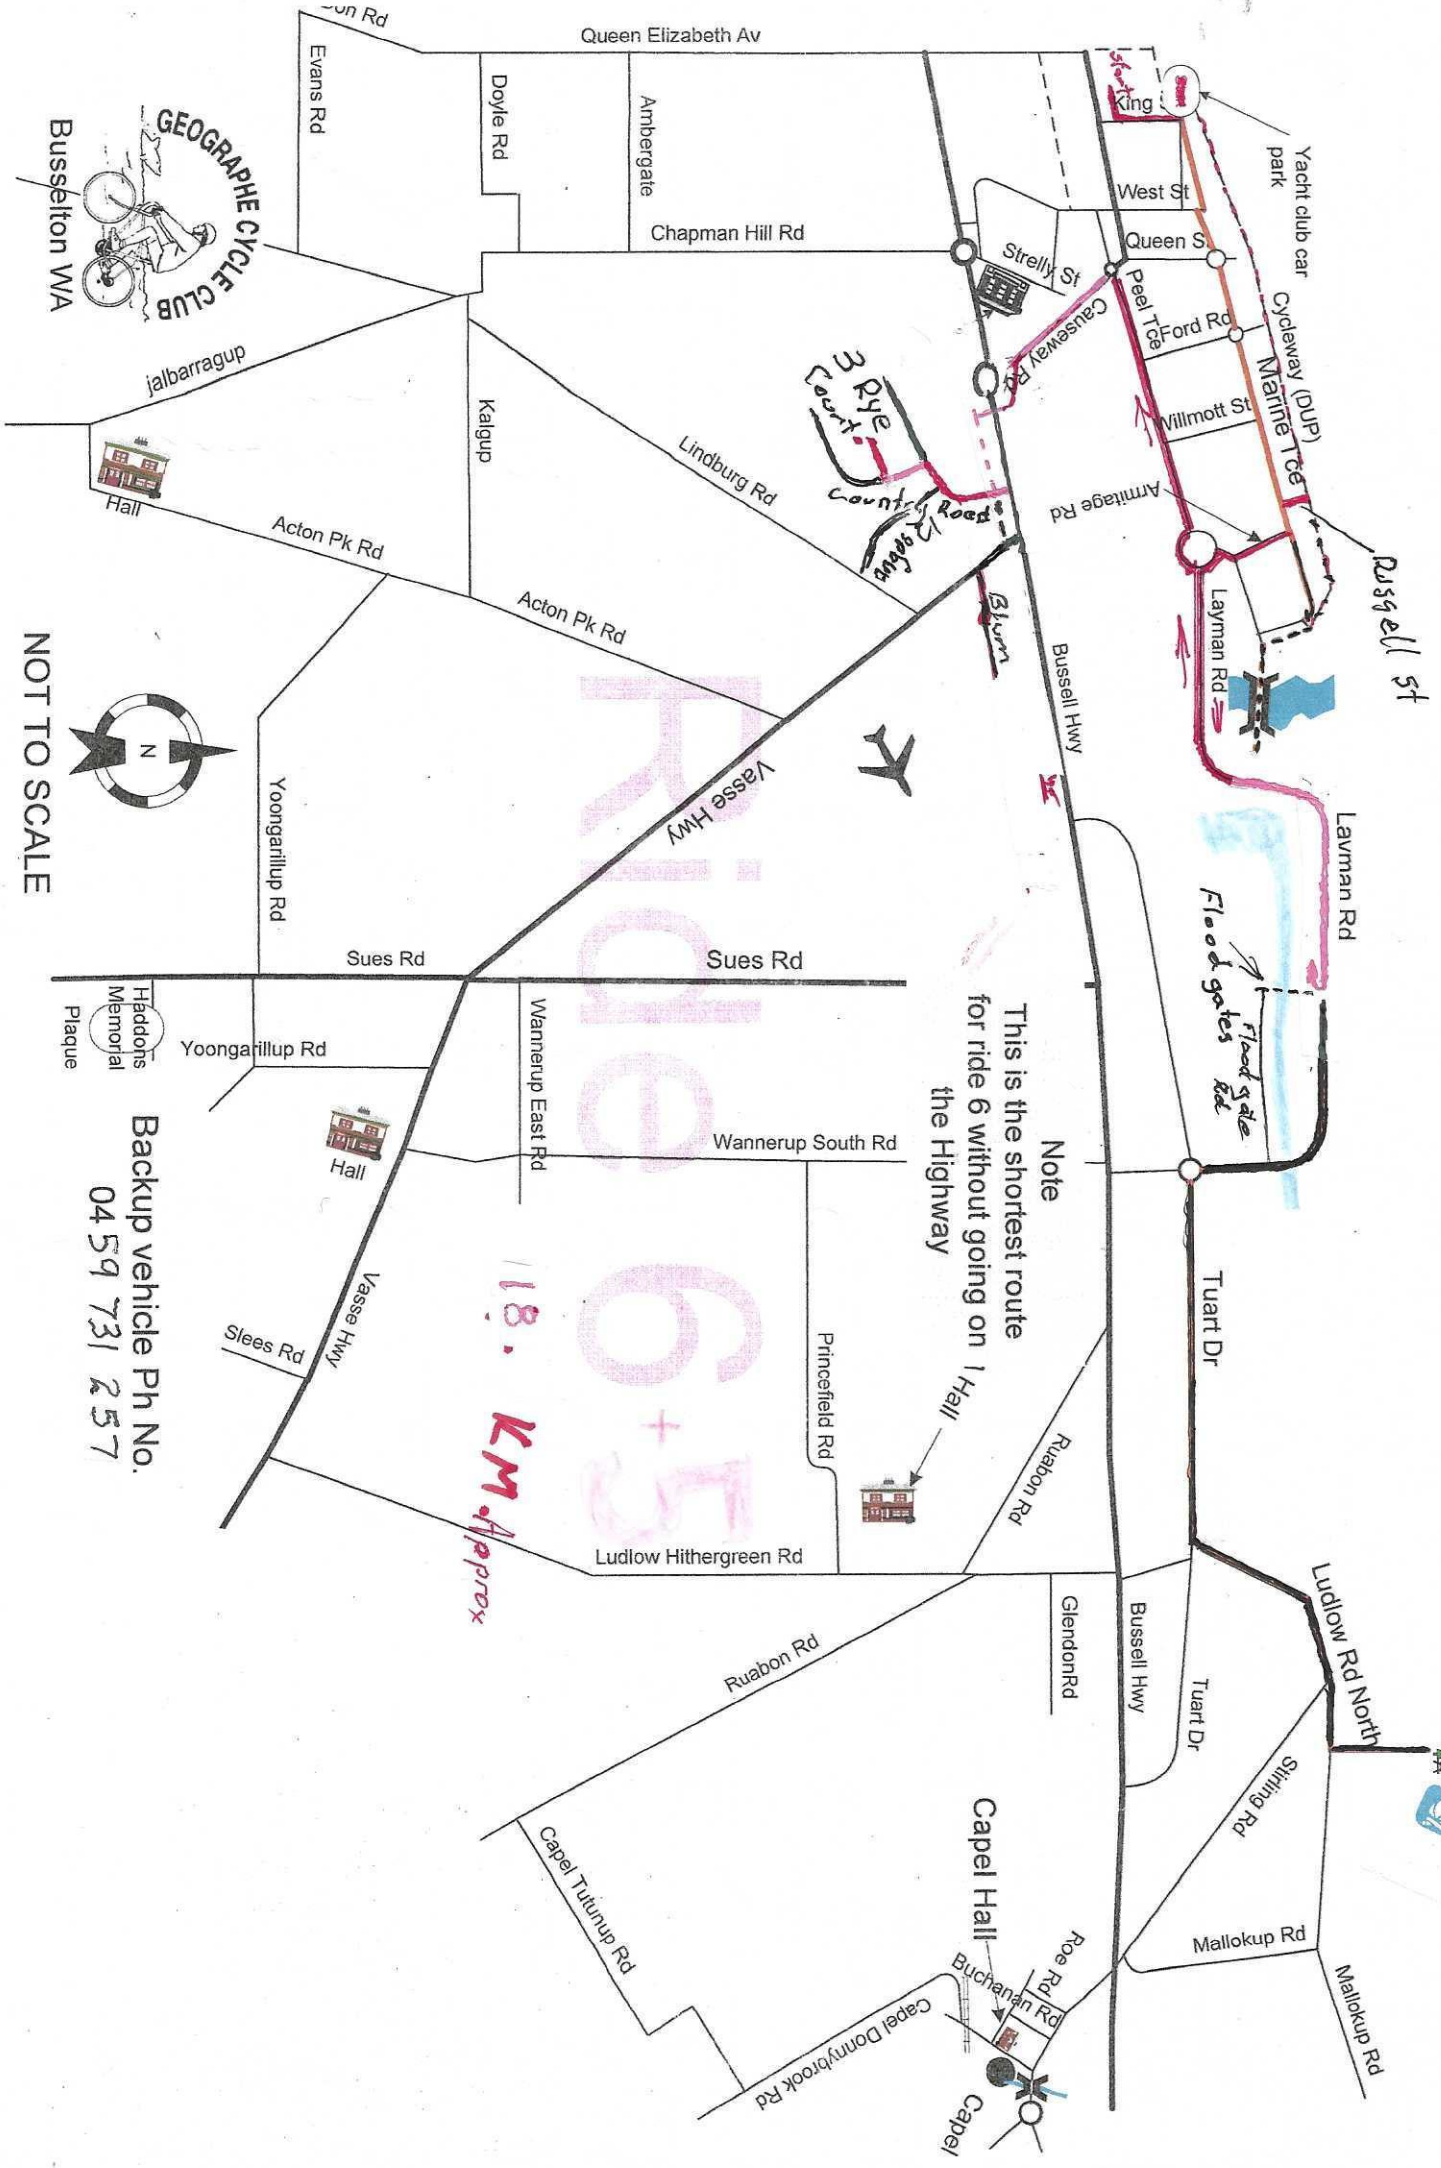 Queen Elizabeth Av
Evans Rd
Doyle Rd
Ambergate
Chapman Hill Rd
GEOGRAPHE CYCLE CLUB
Busselton WA
start
King
Yacht club car
park
West St
Queen S
Strelly St
Causeway Rd
Peel Tce
Ford Rd
Cycleway (DUP)
Marine Tce
Armitage Rd
Russell St
Layman Rd
Layman Rd
Flood gates
Floodgate
Rd
3 Rye
Court
Country Road
Blum
Bussell Hwy
jalbarragup
Kalgup
Lindburg Rd
Hall
Acton Pk Rd
Acton Pk Rd
NOT TO SCALE
N
Yoongarillup Rd
Vasse Hwy
Sues Rd
Sues Rd
Haddons
Memorial
Plaque
Yoongarillup Rd
Wannerup East Rd
Wannerup South Rd
Hall
Note
This is the shortest route
for ride 6 without going on
the Highway
Ride 6+5
18. KM. Approx
Backup vehicle Ph No.
0459 731 257
Slees Rd
Vasse Hwy
Princefield Rd
Hall
Ruabon Rd
Tuart Dr
Ludlow Hithergreen Rd
Ruabon Rd
GlendonRd
Bussell Hwy
Tuart Dr
Ludlow Rd North
Stirling Rd
Mallokup Rd
Mallokup Rd
Capel Hall
Roe Rd
Buchanan Rd
Capel Donnybrook Rd
Capel Tutunup Rd
Capel